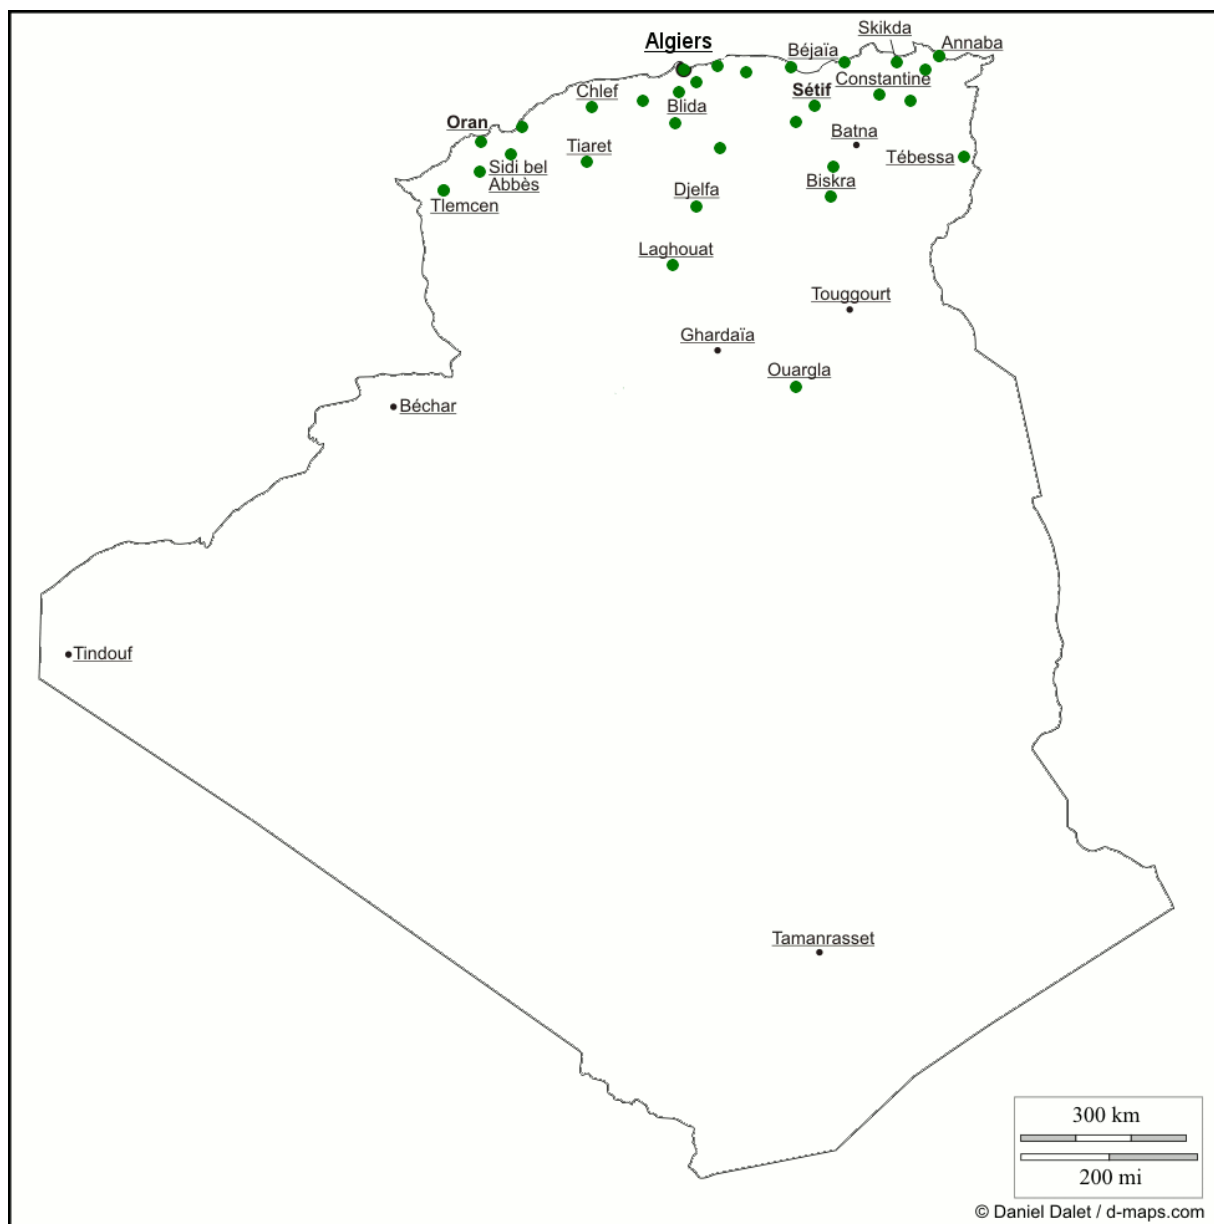 Skikda
Algiers
Béjaïa
Annaba
Constantine
Chlef
Sétif
Blida
Oran
Batna
Tiaret
Tébessa
Sidi bel
Abbès
Biskra
Djelfa
Tlemcen
Laghouat
Touggourt
Ghardaïa
Ouargla
Béchar
Tindouf
Tamanrasset
300 km
200 mi
© Daniel Dalet / d-maps.com